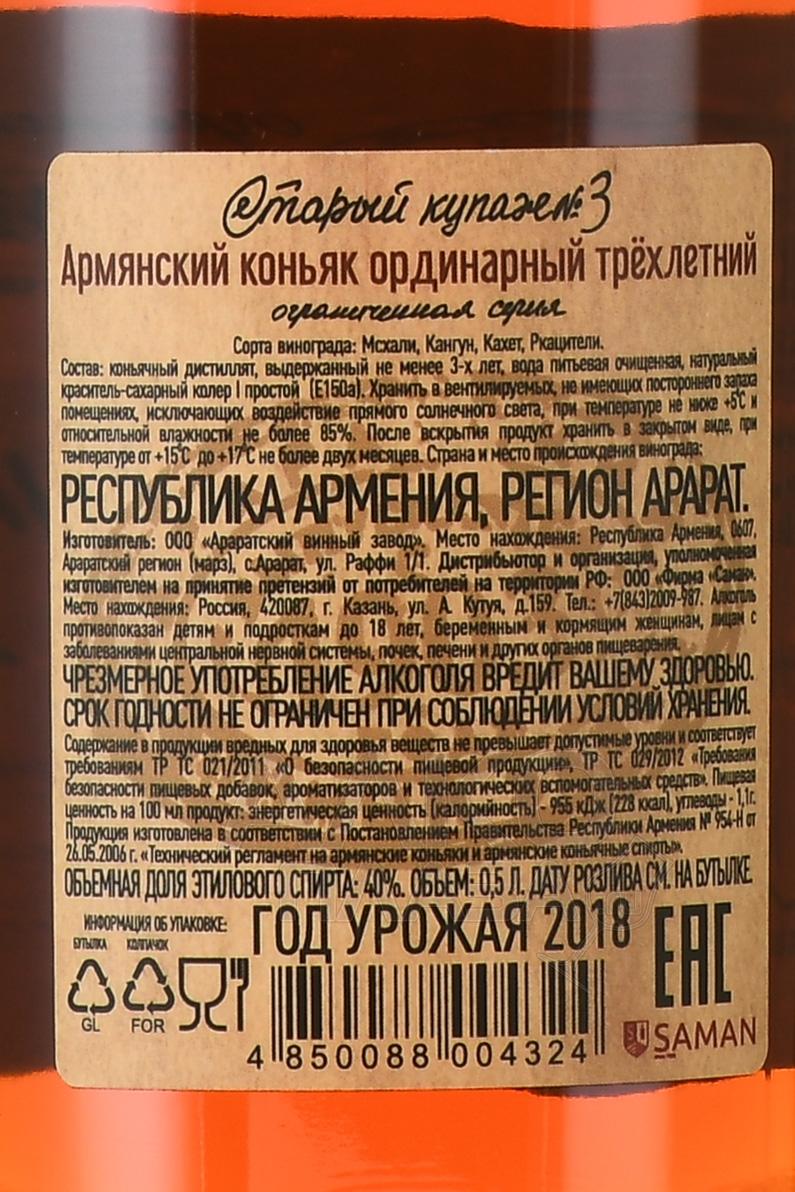 Старый купаж №3
Армянский коньяк ординарный трёхлетний
ограниченная серия
Сорта винограда: Мсхали, Кангун, Кахет, Ркацители.
Состав: коньячный дистиллят, выдержанный не менее 3-х лет, вода питьевая очищенная, натуральный
краситель-сахарный колер I простой (Е150а). Хранить в вентилируемых, не имеющих постороннего запаха
помещениях, исключающих воздействие прямого солнечного света, при температуре не ниже +5°С и
относительной влажности не более 85%. После вскрытия продукт хранить в закрытом виде, при
температуре от +15°С до +17°С не более двух месяцев. Страна и место происхождения винограда:
РЕСПУБЛИКА АРМЕНИЯ, РЕГИОН АРАРАТ.
Изготовитель: ООО «Араратский винный завод». Место нахождения: Республика Армения, 0607,
Араратский регион (марз), с.Арарат, ул. Раффи 1/1. Дистрибьютор и организация, уполномоченная
изготовителем на принятие претензий от потребителей на территории РФ: ООО «Фирма «Саман».
Место нахождения: Россия, 420087, г. Казань, ул. А. Кутуя, д.159. Тел.: +7(843)2009-987. Алкоголь
противопоказан детям и подросткам до 18 лет, беременным и кормящим женщинам, лицам с
заболеваниями центральной нервной системы, почек, печени и других органов пищеварения.
ЧРЕЗМЕРНОЕ УПОТРЕБЛЕНИЕ АЛКОГОЛЯ ВРЕДИТ ВАШЕМУ ЗДОРОВЬЮ.
СРОК ГОДНОСТИ НЕ ОГРАНИЧЕН ПРИ СОБЛЮДЕНИИ УСЛОВИЙ ХРАНЕНИЯ.
Содержание в продукции вредных для здоровья веществ не превышает допустимые уровни и соответствует
требованиям ТР ТС 021/2011 «О безопасности пищевой продукции», ТР ТС 029/2012 «Требования
безопасности пищевых добавок, ароматизаторов и технологических вспомогательных средств». Пищевая
ценность на 100 мл продукт: энергетическая ценность (калорийность) - 955 кДж (228 ккал), углеводы - 1,1г.
Продукция изготовлена в соответствии с Постановлением Правительства Республики Армения № 954-Н от
26.05.2006 г. «Технический регламент на армянские коньяки и армянские коньячные спирты».
ОБЪЕМНАЯ ДОЛЯ ЭТИЛОВОГО СПИРТА: 40%. ОБЪЕМ: 0,5 Л. ДАТУ РОЗЛИВА СМ. НА БУТЫЛКЕ.
ИНФОРМАЦИЯ ОБ УПАКОВКЕ:
БУТЫЛКА КОЛПАЧОК
ГОД УРОЖАЯ 2018
EAC
GL FOR
4 850088 004324
SAMAN